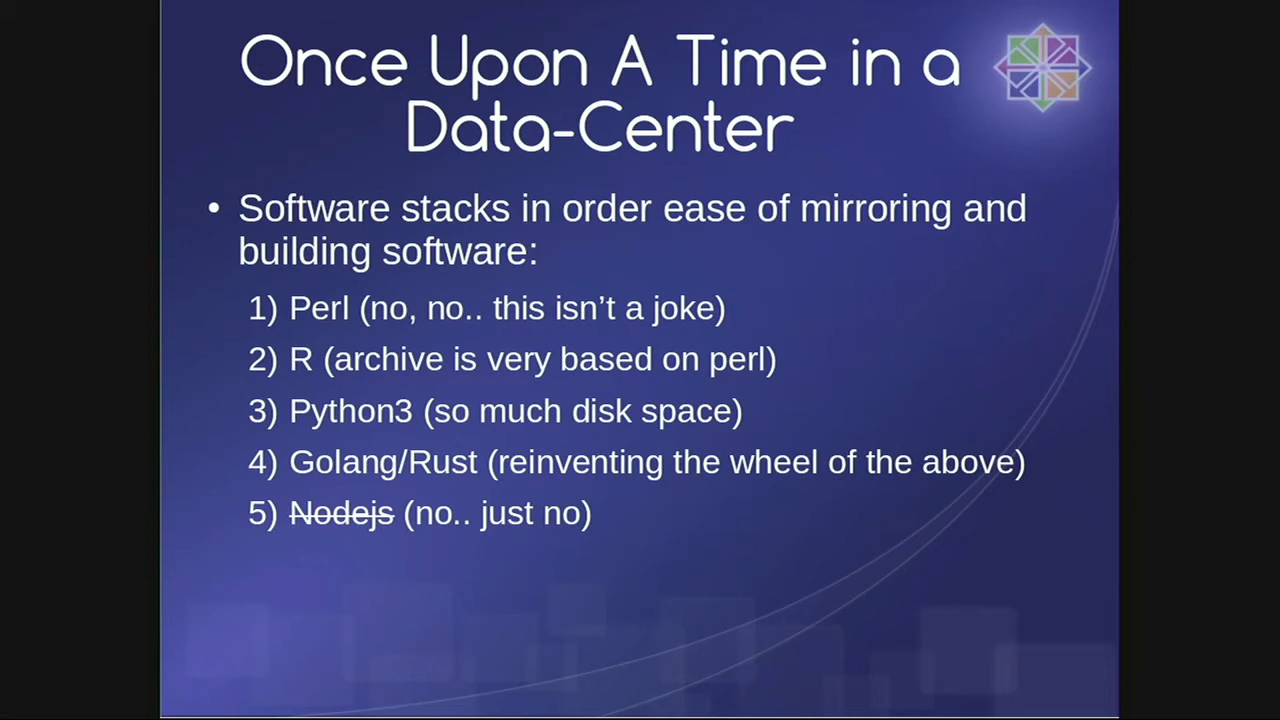 Once Upon A Time in a
Data-Center
• Software stacks in order ease of mirroring and
building software:
1) Perl (no, no.. this isn’t a joke)
2) R (archive is very based on perl)
3) Python3 (so much disk space)
4) Golang/Rust (reinventing the wheel of the above)
5) Nodejs (no.. just no)